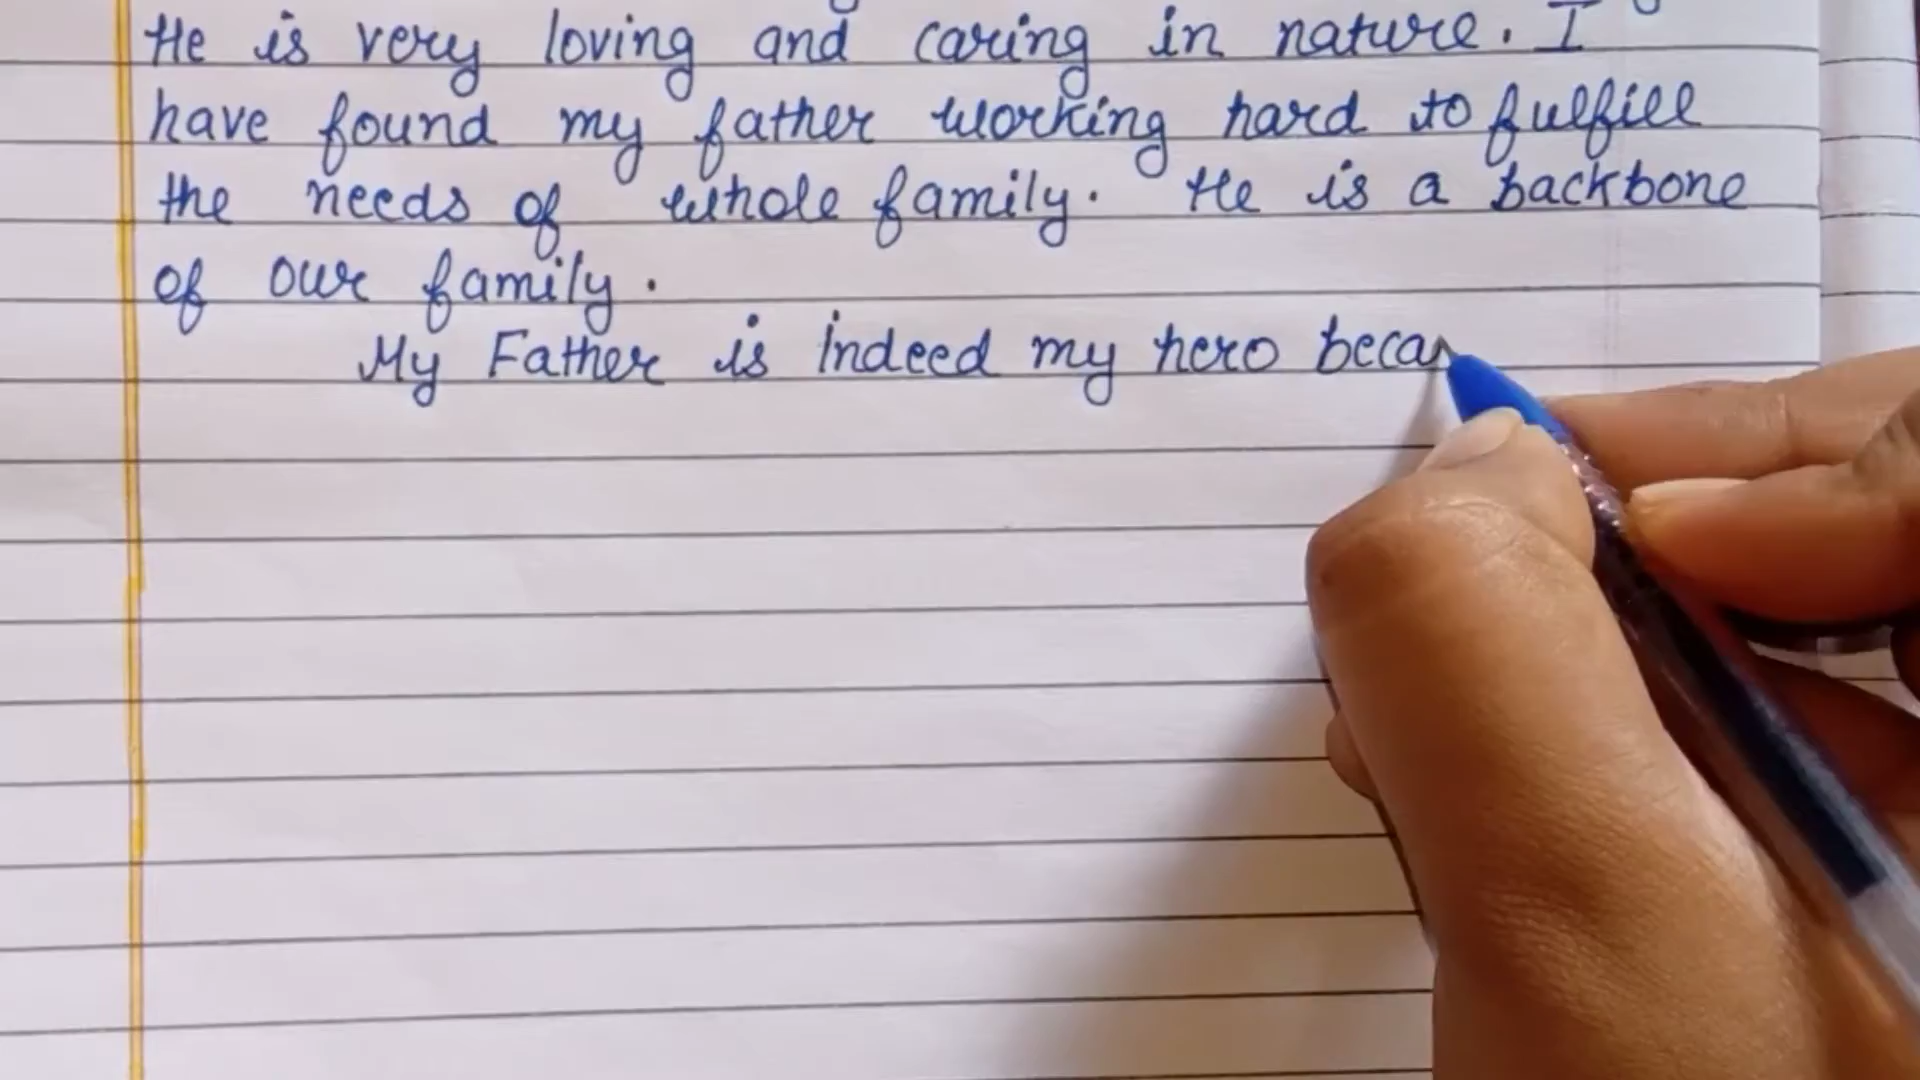 He is very loving and caring in nature. I
have found my father working hard to fulfill
the needs of whole family. He is a backbone
of our family.
My Father is indeed my hero beca